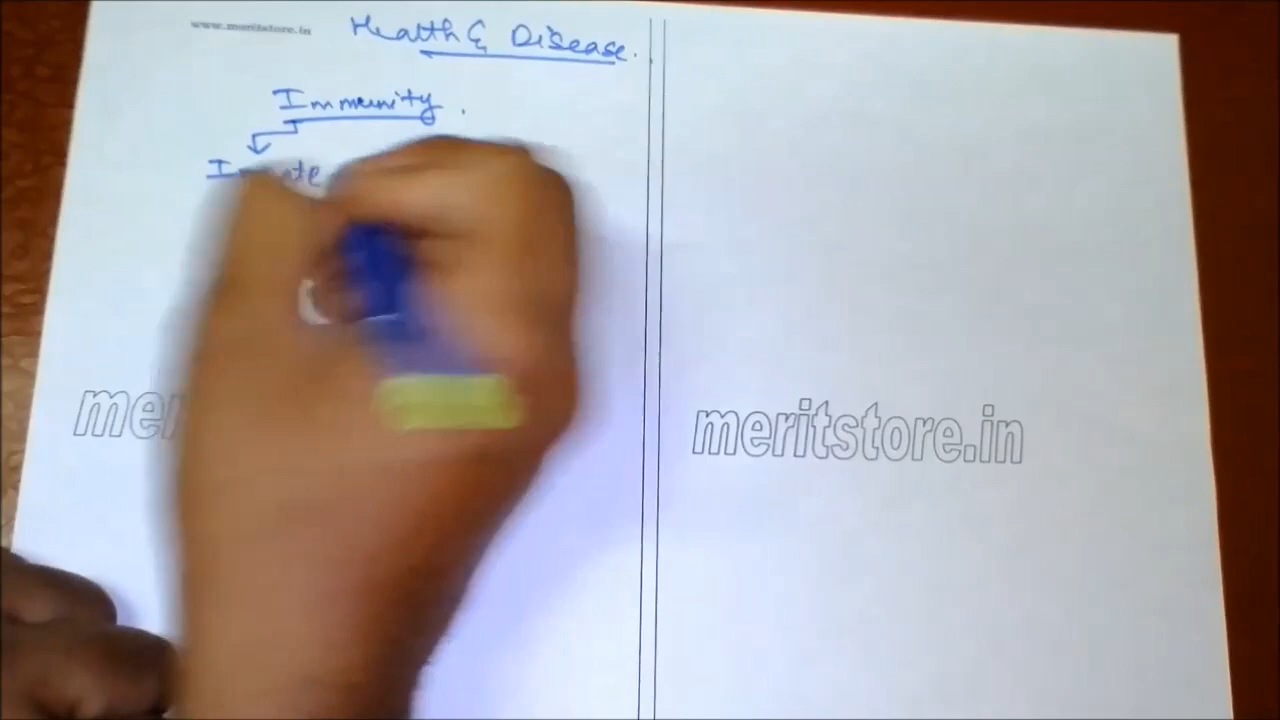 www.meritstore.in
Health & Disease.
Immunity.
meritstore.in